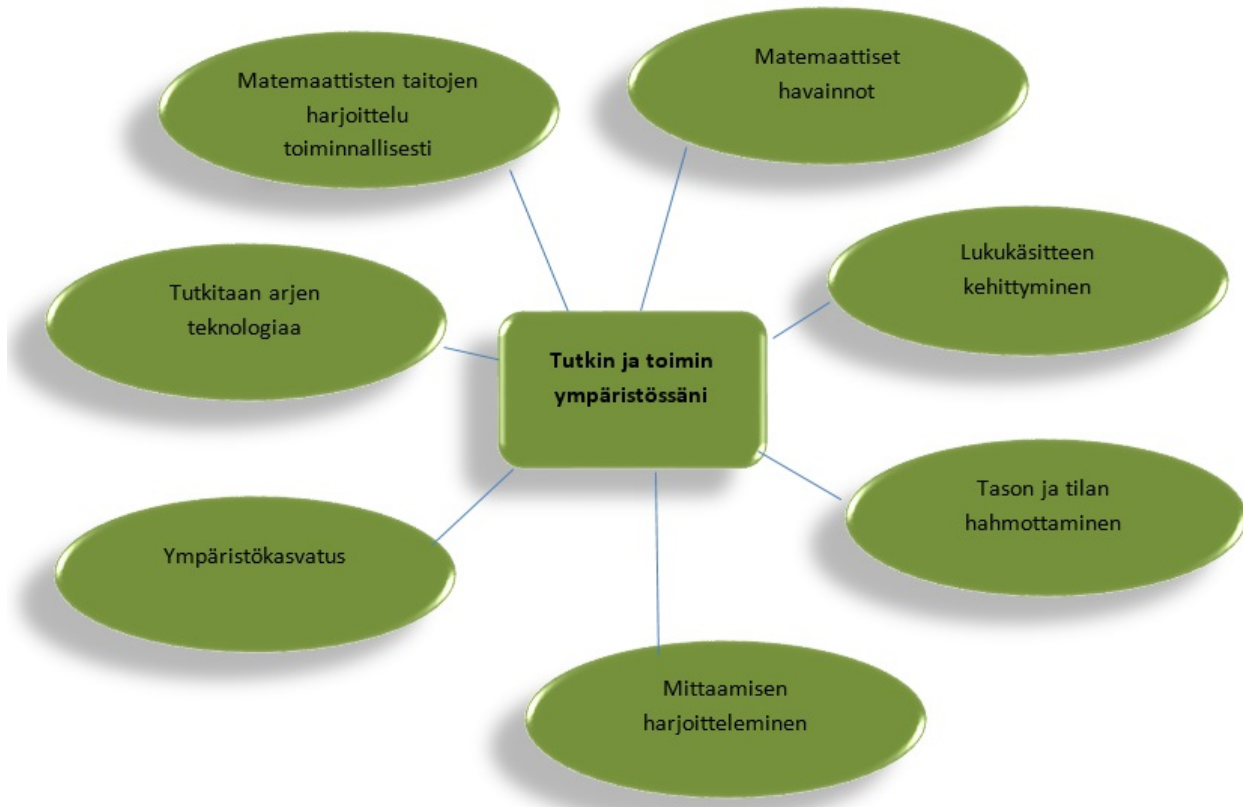 Matemaattisten taitojen
harjoittelu
toiminnallisesti
Matemaattiset
havainnot
Lukukäsitteen
kehittyminen
Tutkitaan arjen
teknologiaa
Tutkin ja toimin
ympäristössäni
Tason ja tilan
hahmottaminen
Ympäristökasvatus
Mittaamisen
harjoitteleminen